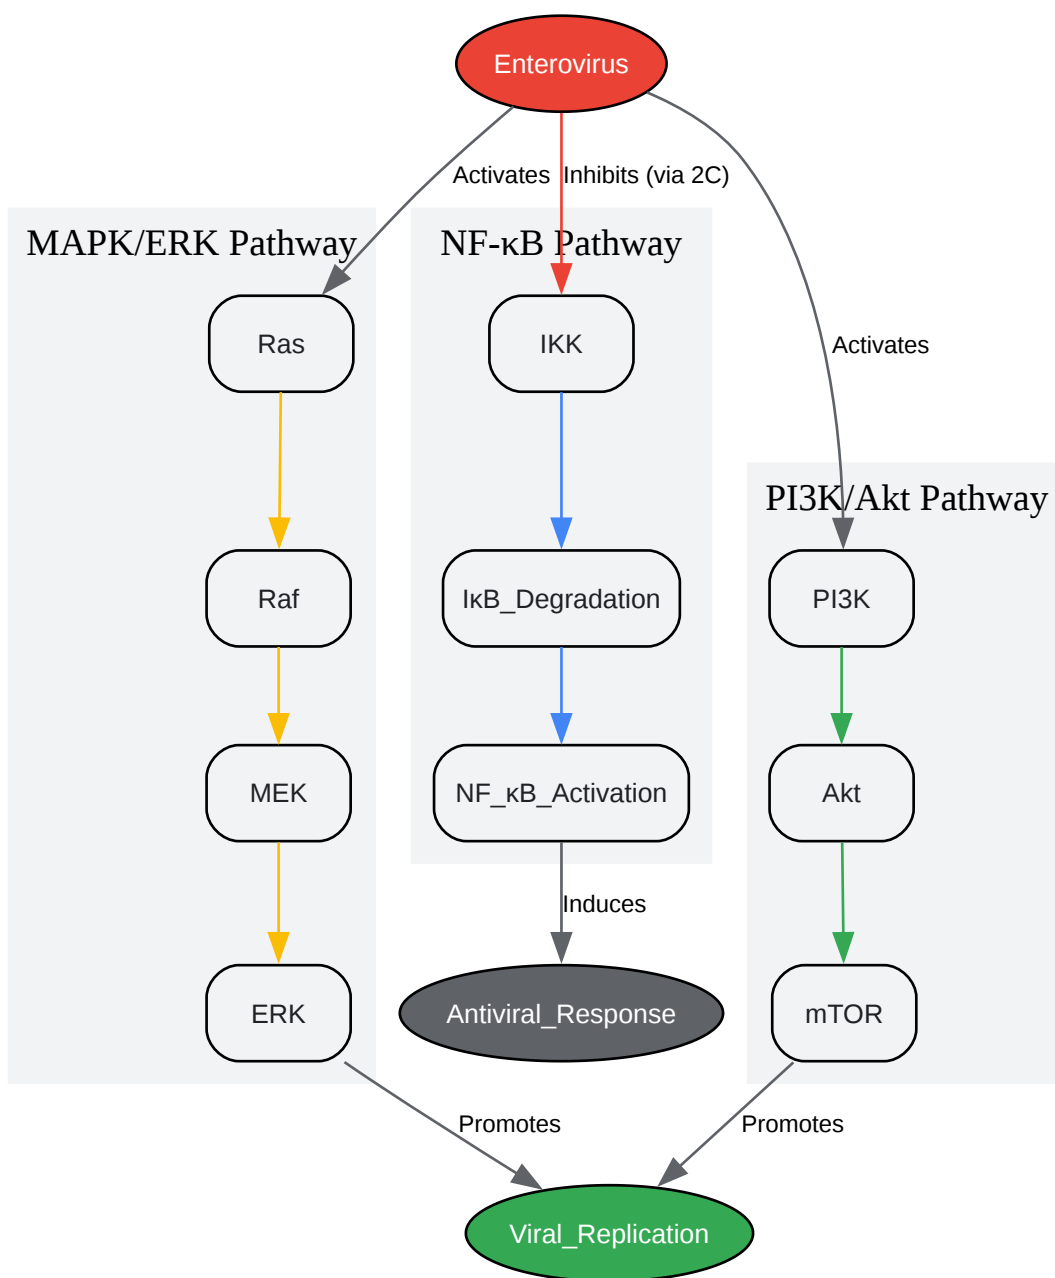 Enterovirus
Activates
Inhibits (via 2C)
MAPK/ERK Pathway
NF-κB Pathway
Ras
IKK
Activates
PI3K/Akt Pathway
Raf
IκB_Degradation
PI3K
MEK
NF_κB_Activation
Akt
Induces
ERK
Antiviral_Response
mTOR
Promotes
Promotes
Viral_Replication